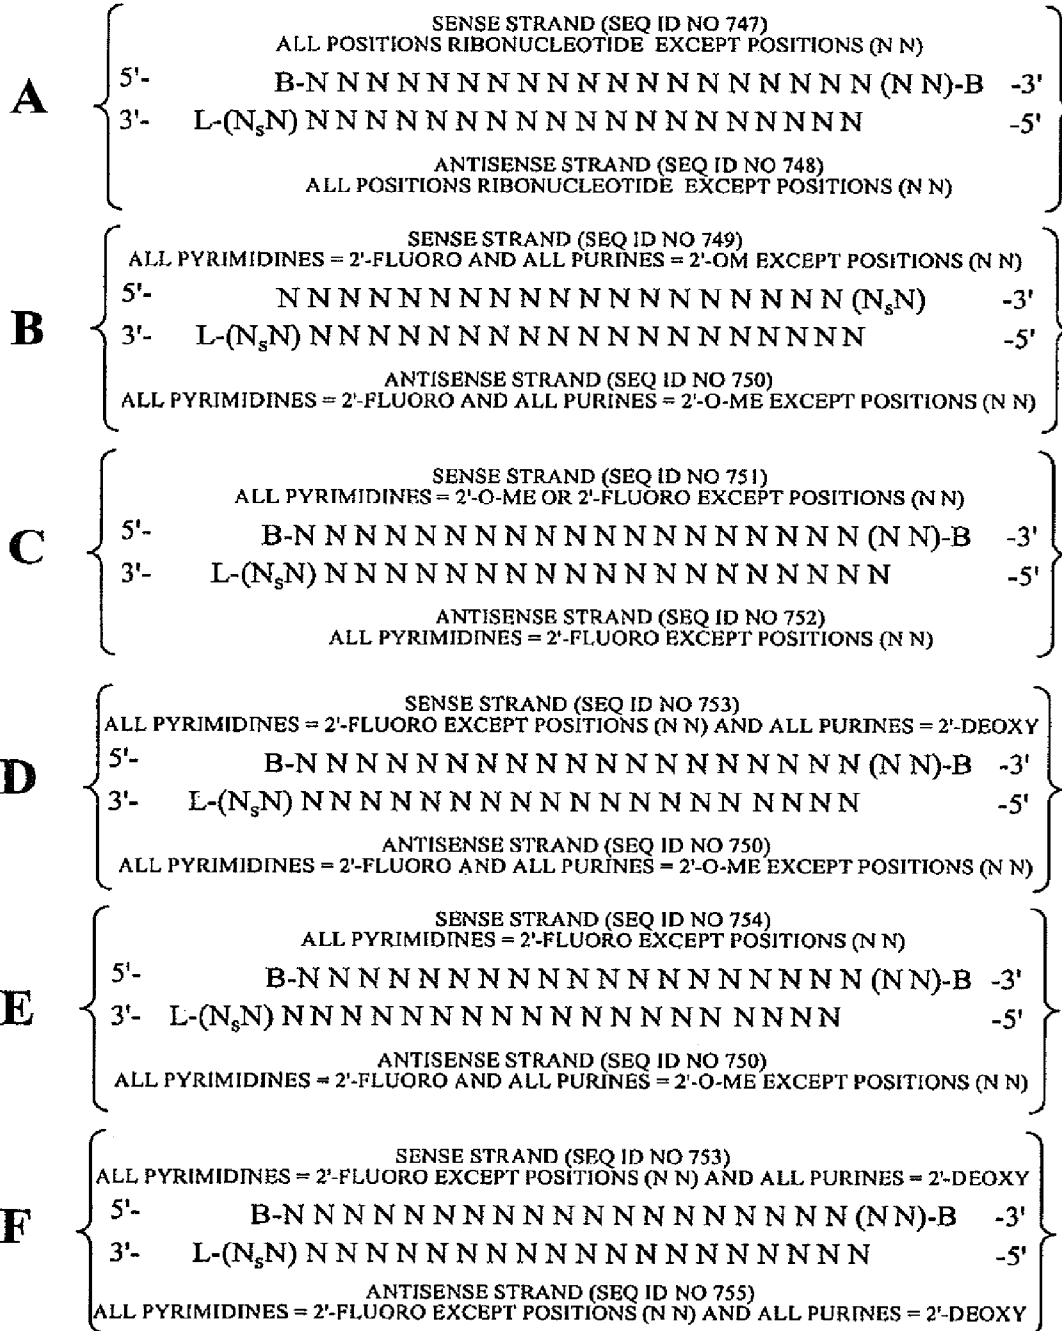 A
SENSE STRAND (SEQ ID NO 747)
ALL POSITIONS RIBONUCLEOTIDE EXCEPT POSITIONS (N N)
5'- B-N N N N N N N N N N N N N N N N N N N (N N)-B -3'
3'- L-(NsN) N N N N N N N N N N N N N N N N N N N -5'
ANTISENSE STRAND (SEQ ID NO 748)
ALL POSITIONS RIBONUCLEOTIDE EXCEPT POSITIONS (N N)
B
SENSE STRAND (SEQ ID NO 749)
ALL PYRIMIDINES = 2'-FLUORO AND ALL PURINES = 2'-OM EXCEPT POSITIONS (N N)
5'- N N N N N N N N N N N N N N N N N N N (NsN) -3'
3'- L-(NsN) N N N N N N N N N N N N N N N N N N N -5'
ANTISENSE STRAND (SEQ ID NO 750)
ALL PYRIMIDINES = 2'-FLUORO AND ALL PURINES = 2'-O-ME EXCEPT POSITIONS (N N)
C
SENSE STRAND (SEQ ID NO 751)
ALL PYRIMIDINES = 2'-O-ME OR 2'-FLUORO EXCEPT POSITIONS (N N)
5'- B-N N N N N N N N N N N N N N N N N N N (N N)-B -3'
3'- L-(NsN) N N N N N N N N N N N N N N N N N N N -5'
ANTISENSE STRAND (SEQ ID NO 752)
ALL PYRIMIDINES = 2'-FLUORO EXCEPT POSITIONS (N N)
D
SENSE STRAND (SEQ ID NO 753)
ALL PYRIMIDINES = 2'-FLUORO EXCEPT POSITIONS (N N) AND ALL PURINES = 2'-DEOXY
5'- B-N N N N N N N N N N N N N N N N N N N (N N)-B -3'
3'- L-(NsN) N N N N N N N N N N N N N N N N N N N -5'
ANTISENSE STRAND (SEQ ID NO 750)
ALL PYRIMIDINES = 2'-FLUORO AND ALL PURINES = 2'-O-ME EXCEPT POSITIONS (N N)
E
SENSE STRAND (SEQ ID NO 754)
ALL PYRIMIDINES = 2'-FLUORO EXCEPT POSITIONS (N N)
5'- B-N N N N N N N N N N N N N N N N N N N (N N)-B -3'
3'- L-(NsN) N N N N N N N N N N N N N N N N N N N -5'
ANTISENSE STRAND (SEQ ID NO 750)
ALL PYRIMIDINES = 2'-FLUORO AND ALL PURINES = 2'-O-ME EXCEPT POSITIONS (N N)
F
SENSE STRAND (SEQ ID NO 753)
ALL PYRIMIDINES = 2'-FLUORO EXCEPT POSITIONS (N N) AND ALL PURINES = 2'-DEOXY
5'- B-N N N N N N N N N N N N N N N N N N N (N N)-B -3'
3'- L-(NsN) N N N N N N N N N N N N N N N N N N N -5'
ANTISENSE STRAND (SEQ ID NO 755)
ALL PYRIMIDINES = 2'-FLUORO EXCEPT POSITIONS (N N) AND ALL PURINES = 2'-DEOXY